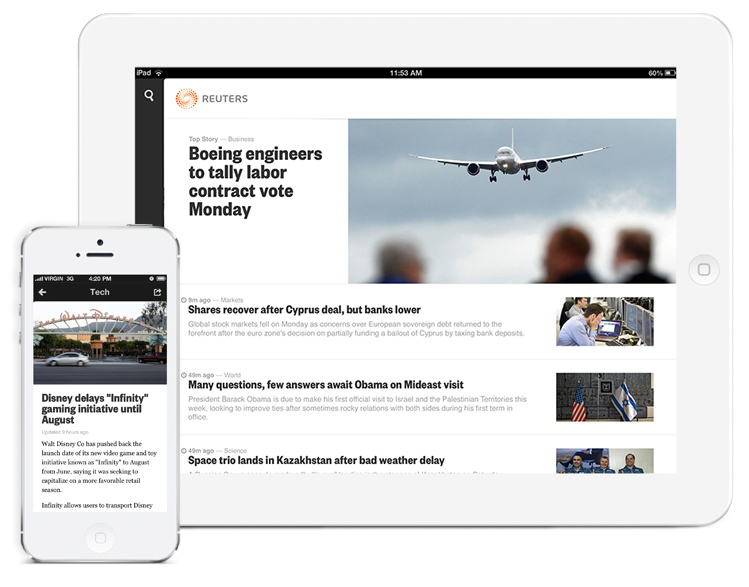 iPad 11:53 AM 60%
REUTERS
Top Story — Business
Boeing engineers
to tally labor
contract vote
Monday
9m ago — Markets
Shares recover after Cyprus deal, but banks lower
Global stock markets fell on Monday as concerns over European sovereign debt returned to the
forefront after the euro zone's decision on partially funding a bailout of Cyprus by taxing bank deposits.
49m ago — World
Many questions, few answers await Obama on Mideast visit
President Barack Obama is due to make his first official visit to Israel and the Palestinian Territories this
week, looking to improve ties after sometimes rocky relations with both sides during his first term in
office.
49m ago — Science
Space trio lands in Kazakhstan after bad weather delay
VIRGIN 3G 4:20 PM
Tech
Disney delays "Infinity"
gaming initiative until
August
Updated 9 hours ago
Walt Disney Co has pushed back the
launch date of its new video game and toy
initiative known as "Infinity" to August
from June, saying it was seeking to
capitalize on a more favorable retail
season.
Infinity allows users to transport Disney